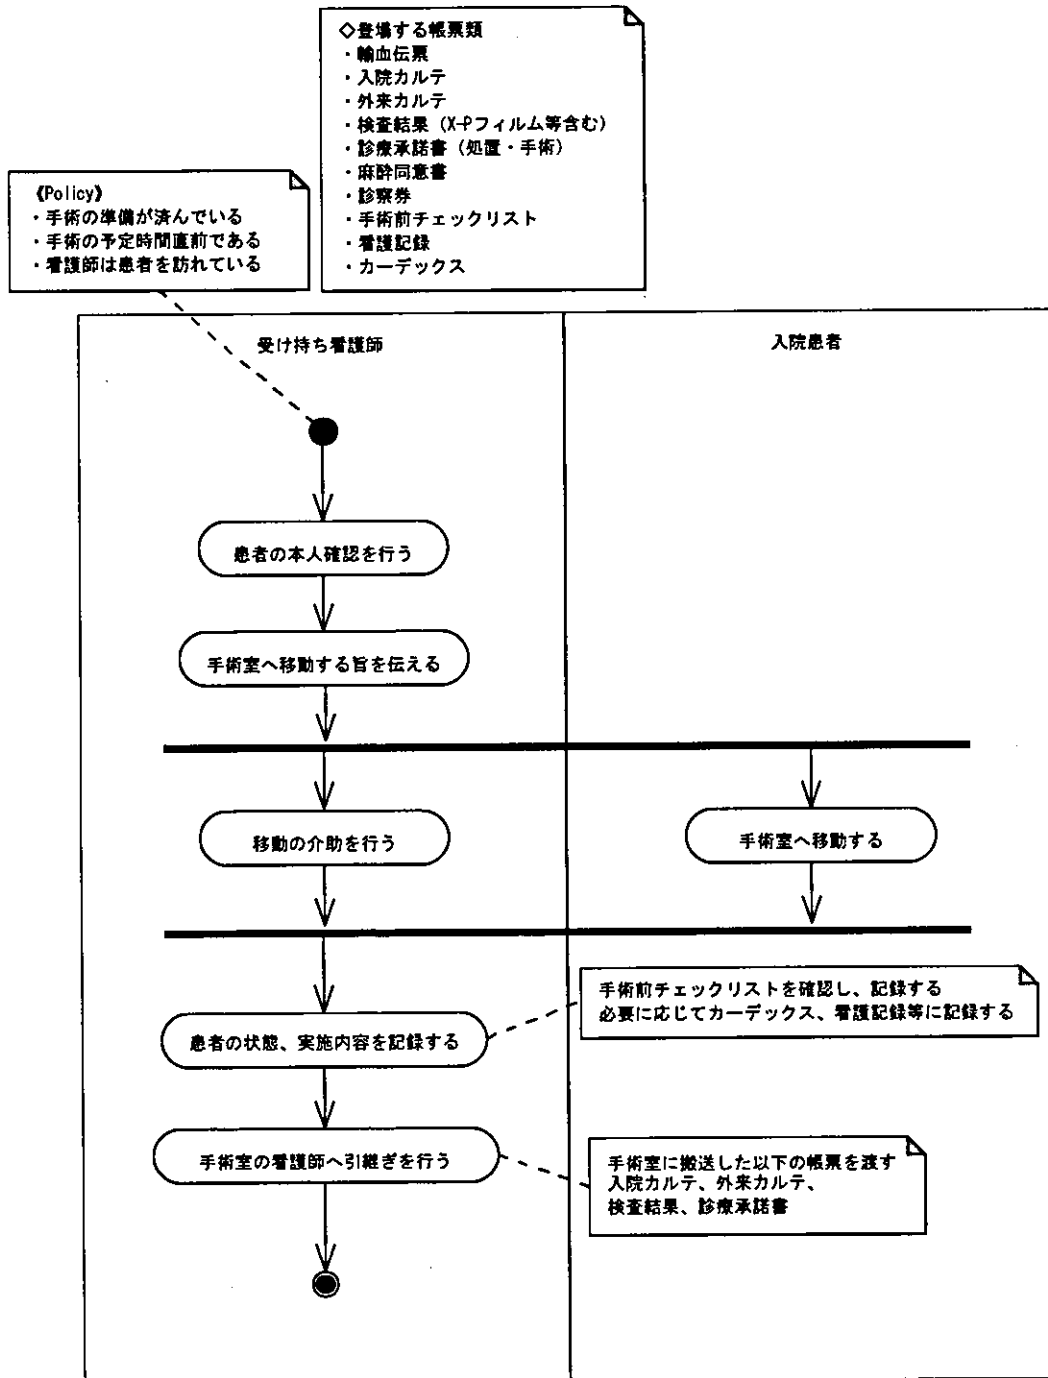 ◇登場する帳票類
・輸血伝票
・入院カルテ
・外来カルテ
・検査結果（X-Pフィルム等含む）
・診療承諾書（処置・手術）
・麻酔同意書
・診察券
・手術前チェックリスト
・看護記録
・カーデックス
《Policy》
・手術の準備が済んでいる
・手術の予定時間直前である
・看護師は患者を訪れている
受け持ち看護師
入院患者
患者の本人確認を行う
手術室へ移動する旨を伝える
移動の介助を行う
手術室へ移動する
手術前チェックリストを確認し、記録する
必要に応じてカーデックス、看護記録等に記録する
患者の状態、実施内容を記録する
手術室の看護師へ引継ぎを行う
手術室に搬送した以下の帳票を渡す
入院カルテ、外来カルテ、
検査結果、診療承諾書